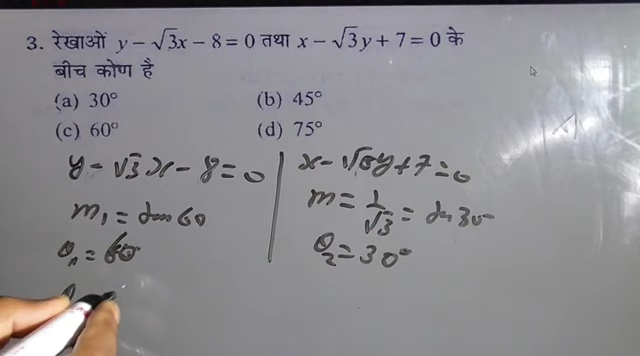 3. रेखाओं y − √3x − 8 = 0 तथा x − √3y + 7 = 0 के
बीच कोण है
(a) 30° (b) 45°
(c) 60° (d) 75°
y − √3 x − 8 = 0
m₁ = tan 60
θ₁ = 60°
x − √3y + 7 = 0
m = 1/√3 = tan 30°
θ₂ = 30°